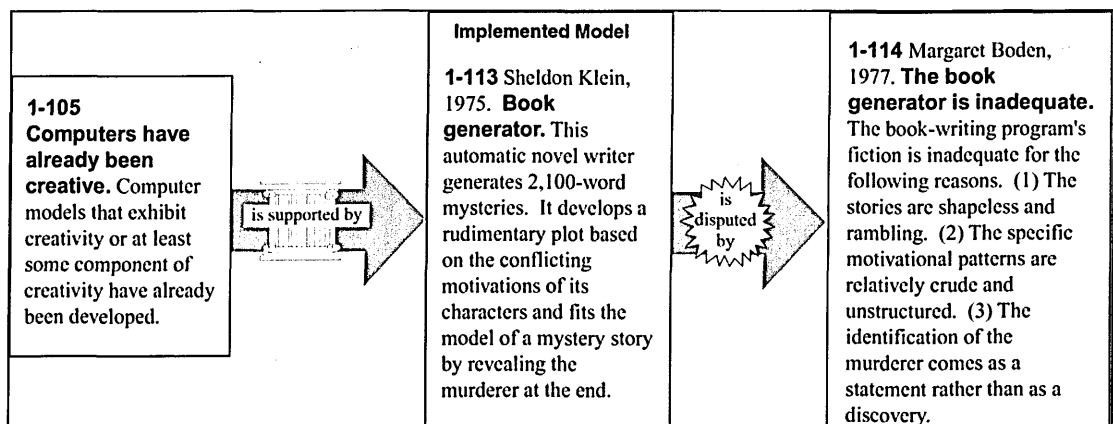 1-105
Computers have
already been
creative. Computer
models that exhibit
creativity or at least
some component of
creativity have already
been developed.
is supported by
Implemented Model
1-113 Sheldon Klein,
1975. Book
generator. This
automatic novel writer
generates 2,100-word
mysteries. It develops a
rudimentary plot based
on the conflicting
motivations of its
characters and fits the
model of a mystery story
by revealing the
murderer at the end.
is
disputed
by
1-114 Margaret Boden,
1977. The book
generator is inadequate.
The book-writing program's
fiction is inadequate for the
following reasons. (1) The
stories are shapeless and
rambling. (2) The specific
motivational patterns are
relatively crude and
unstructured. (3) The
identification of the
murderer comes as a
statement rather than as a
discovery.